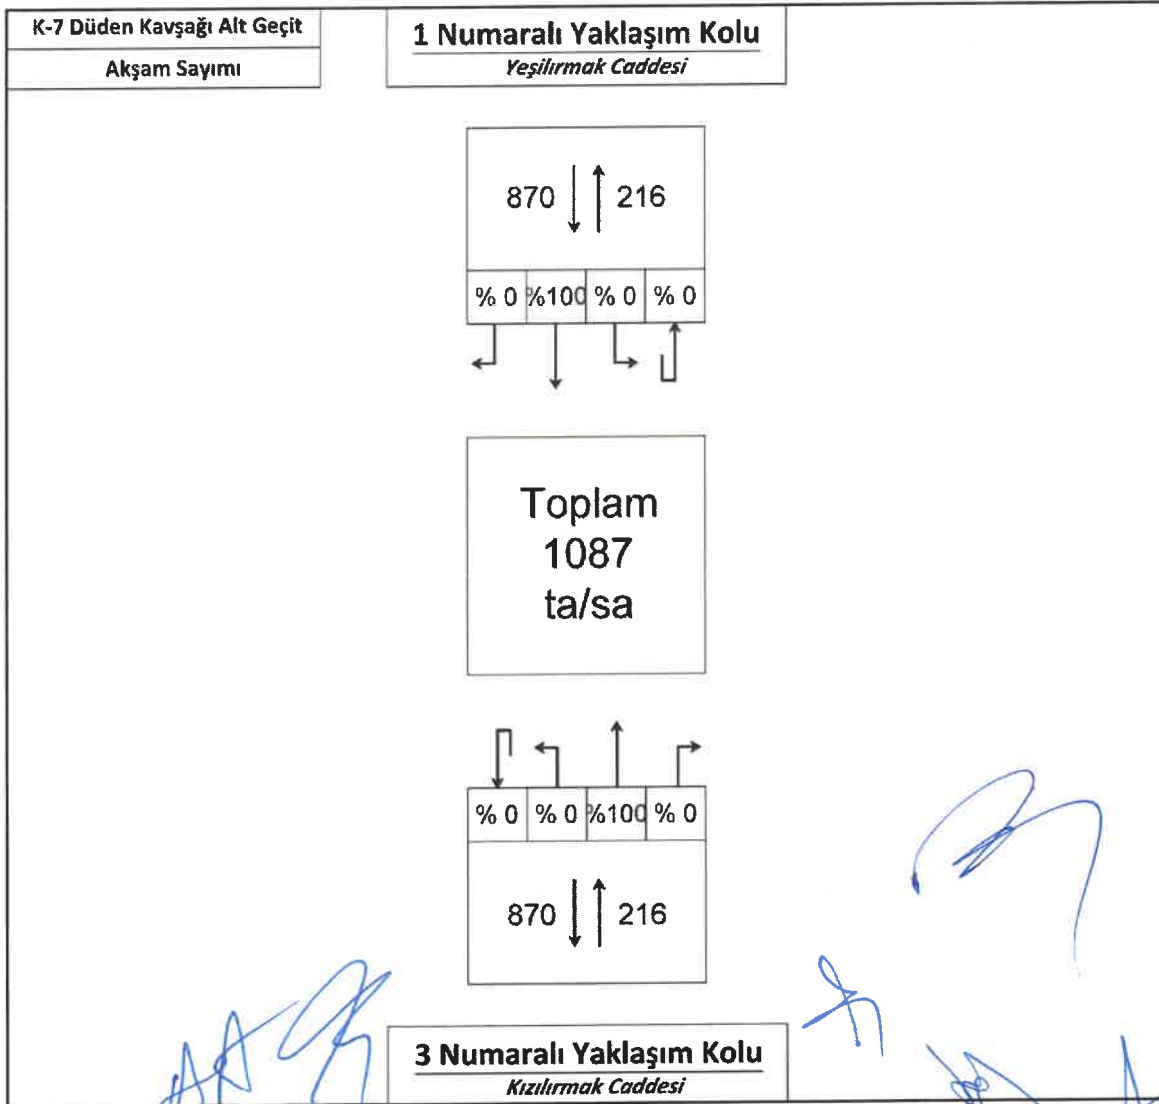 K-7 Düden Kavşağı Alt Geçit
Akşam Sayımı
1 Numaralı Yaklaşım Kolu
Yeşilırmak Caddesi
870 216
% 0 %100 % 0 % 0
Toplam
1087
ta/sa
% 0 % 0 %100 % 0
870 216
3 Numaralı Yaklaşım Kolu
Kızılırmak Caddesi